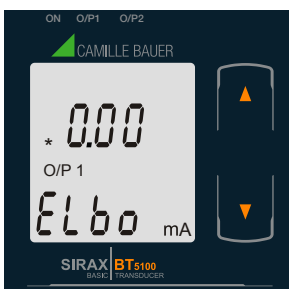 ON O/P1 O/P2
CAMILLE BAUER
0.00
*
O/P 1
ELbo mA
SIRAX BT5100
BASIC TRANSDUCER